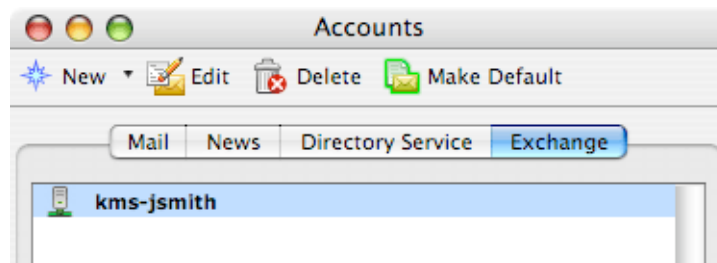 Accounts
New Edit Delete Make Default
Mail News Directory Service Exchange
kms-jsmith